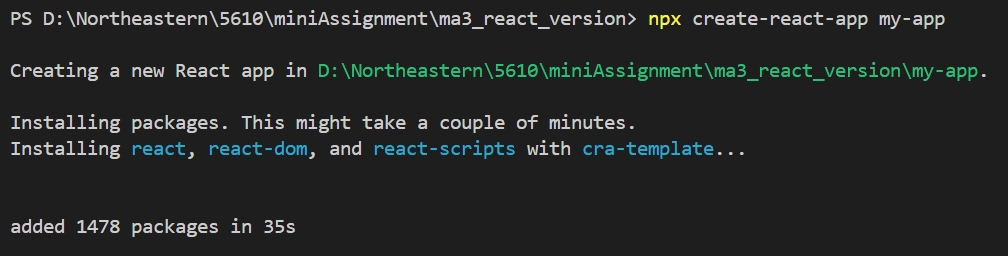 PS D:\Northeastern\5610\miniAssignment\ma3_react_version> npx create-react-app my-app
Creating a new React app in D:\Northeastern\5610\miniAssignment\ma3_react_version\my-app.
Installing packages. This might take a couple of minutes.
Installing react, react-dom, and react-scripts with cra-template...
added 1478 packages in 35s